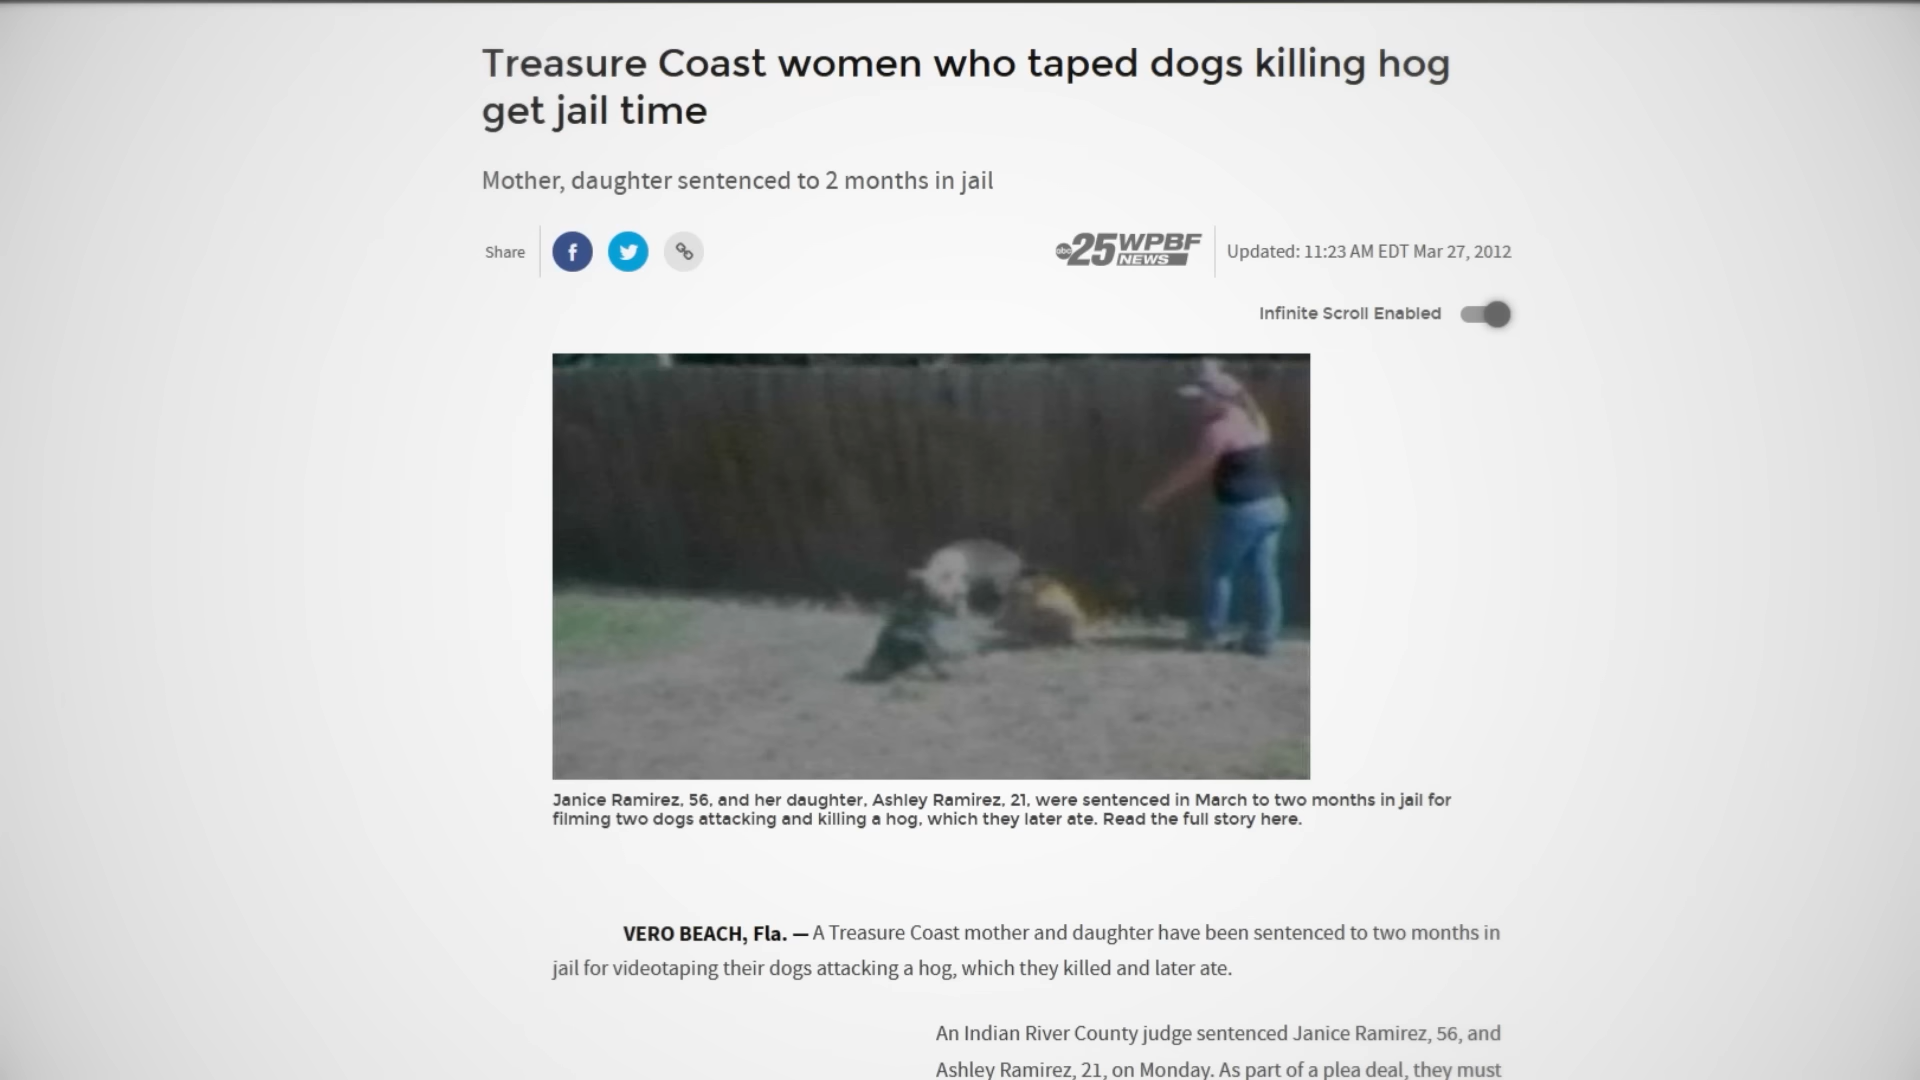 Treasure Coast women who taped dogs killing hog
get jail time
Mother, daughter sentenced to 2 months in jail
Share
abc 25 WPBF NEWS
Updated: 11:23 AM EDT Mar 27, 2012
Infinite Scroll Enabled
Janice Ramirez, 56, and her daughter, Ashley Ramirez, 21, were sentenced in March to two months in jail for
filming two dogs attacking and killing a hog, which they later ate. Read the full story here.
VERO BEACH, Fla. — A Treasure Coast mother and daughter have been sentenced to two months in
jail for videotaping their dogs attacking a hog, which they killed and later ate.
An Indian River County judge sentenced Janice Ramirez, 56, and
Ashley Ramirez, 21, on Monday. As part of a plea deal, they must